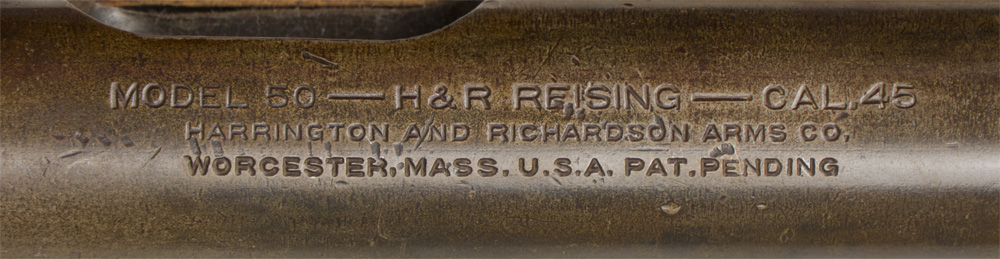 MODEL 50 — H&R REISING — CAL.45
HARRINGTON AND RICHARDSON ARMS CO.
WORCESTER, MASS. U.S.A. PAT. PENDING